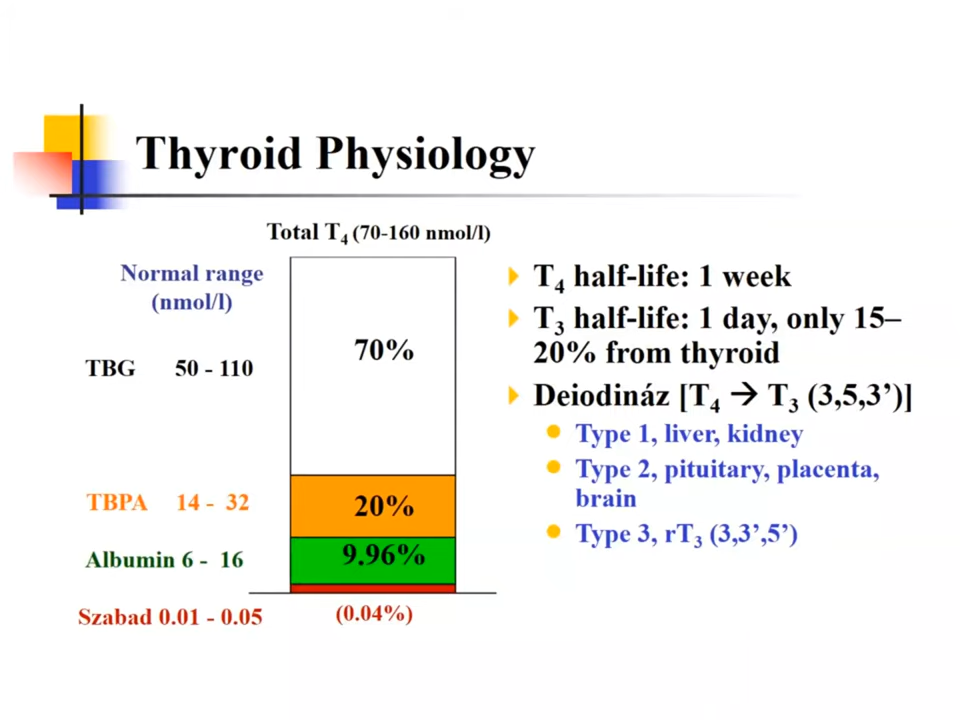 Thyroid Physiology
Total T₄ (70-160 nmol/l)
Normal range
(nmol/l)
TBG 50 - 110
70%
TBPA 14 - 32
20%
Albumin 6 - 16
9.96%
Szabad 0.01 - 0.05
(0.04%)
T₄ half-life: 1 week
T₃ half-life: 1 day, only 15–
20% from thyroid
Deiodináz [T₄ → T₃ (3,5,3’)]
Type 1, liver, kidney
Type 2, pituitary, placenta,
brain
Type 3, rT₃ (3,3’,5’)